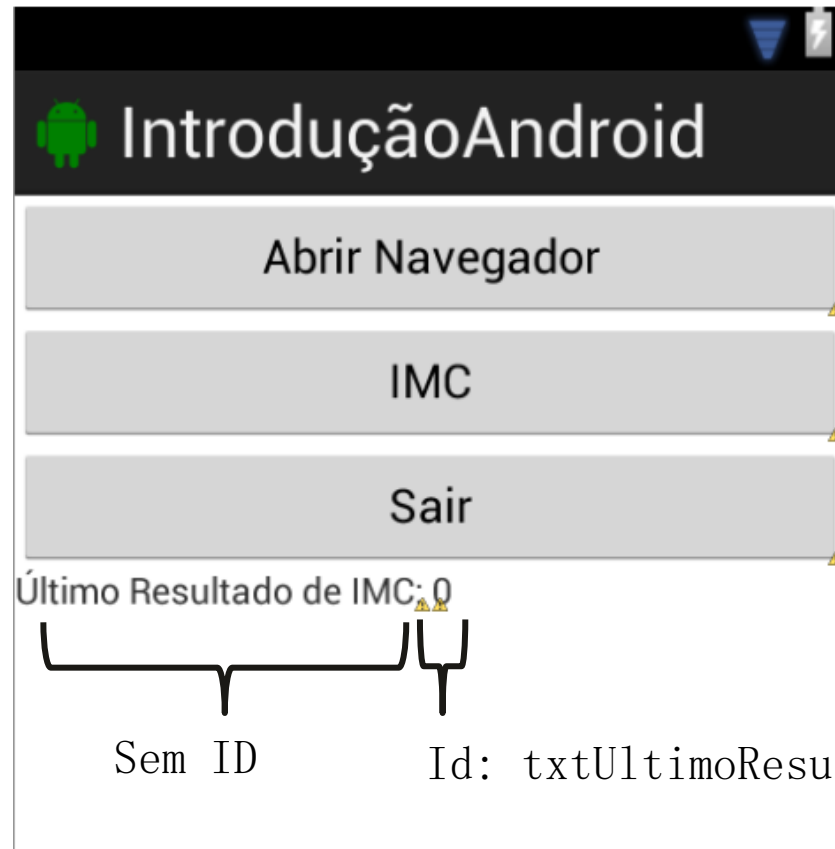 IntroduçãoAndroid
Abrir Navegador
IMC
Sair
Último Resultado de IMC: 0
Sem ID
Id: txtUltimoResu